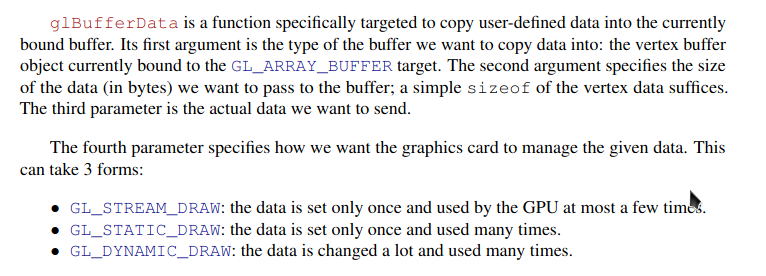 glBufferData is a function specifically targeted to copy user-defined data into the currently
bound buffer. Its first argument is the type of the buffer we want to copy data into: the vertex buffer
object currently bound to the GL_ARRAY_BUFFER target. The second argument specifies the size
of the data (in bytes) we want to pass to the buffer; a simple sizeof of the vertex data suffices.
The third parameter is the actual data we want to send.
The fourth parameter specifies how we want the graphics card to manage the given data. This
can take 3 forms:
• GL_STREAM_DRAW: the data is set only once and used by the GPU at most a few times.
• GL_STATIC_DRAW: the data is set only once and used many times.
• GL_DYNAMIC_DRAW: the data is changed a lot and used many times.